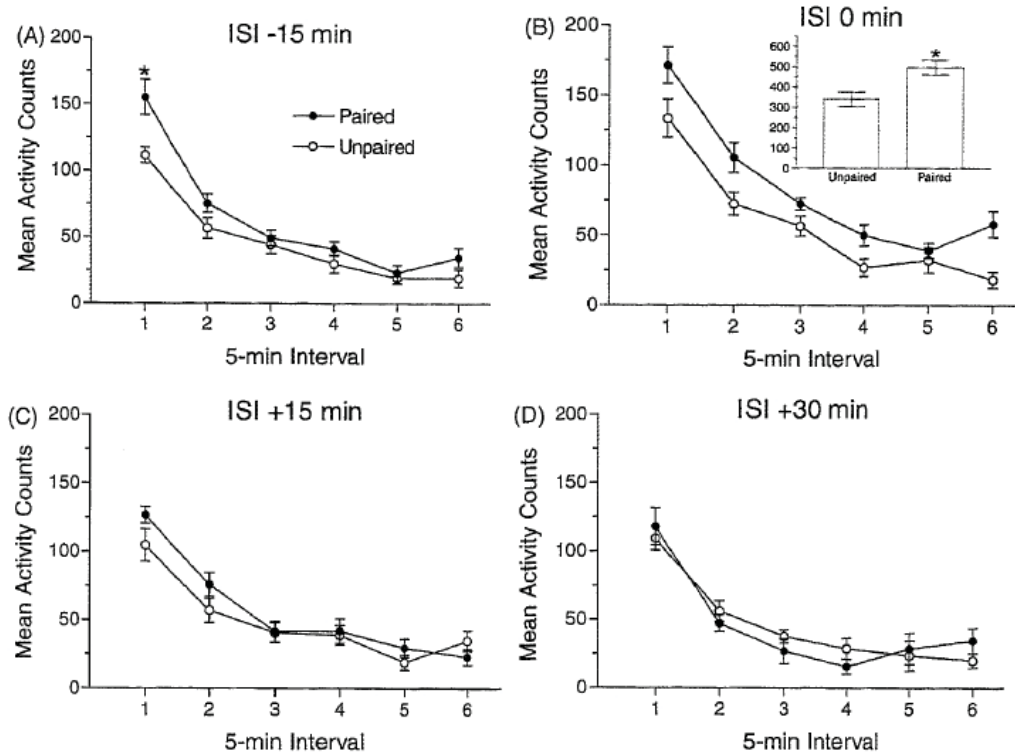 (A)
ISI -15 min
200
150
100
50
0
Mean Activity Counts
*
Paired
Unpaired
1 2 3 4 5 6
5-min Interval
(B)
ISI 0 min
200
150
100
50
0
Mean Activity Counts
600
500
400
300
200
100
0
*
Unpaired Paired
1 2 3 4 5 6
5-min Interval
(C)
ISI +15 min
200
150
100
50
0
Mean Activity Counts
1 2 3 4 5 6
5-min Interval
(D)
ISI +30 min
200
150
100
50
0
Mean Activity Counts
1 2 3 4 5 6
5-min Interval